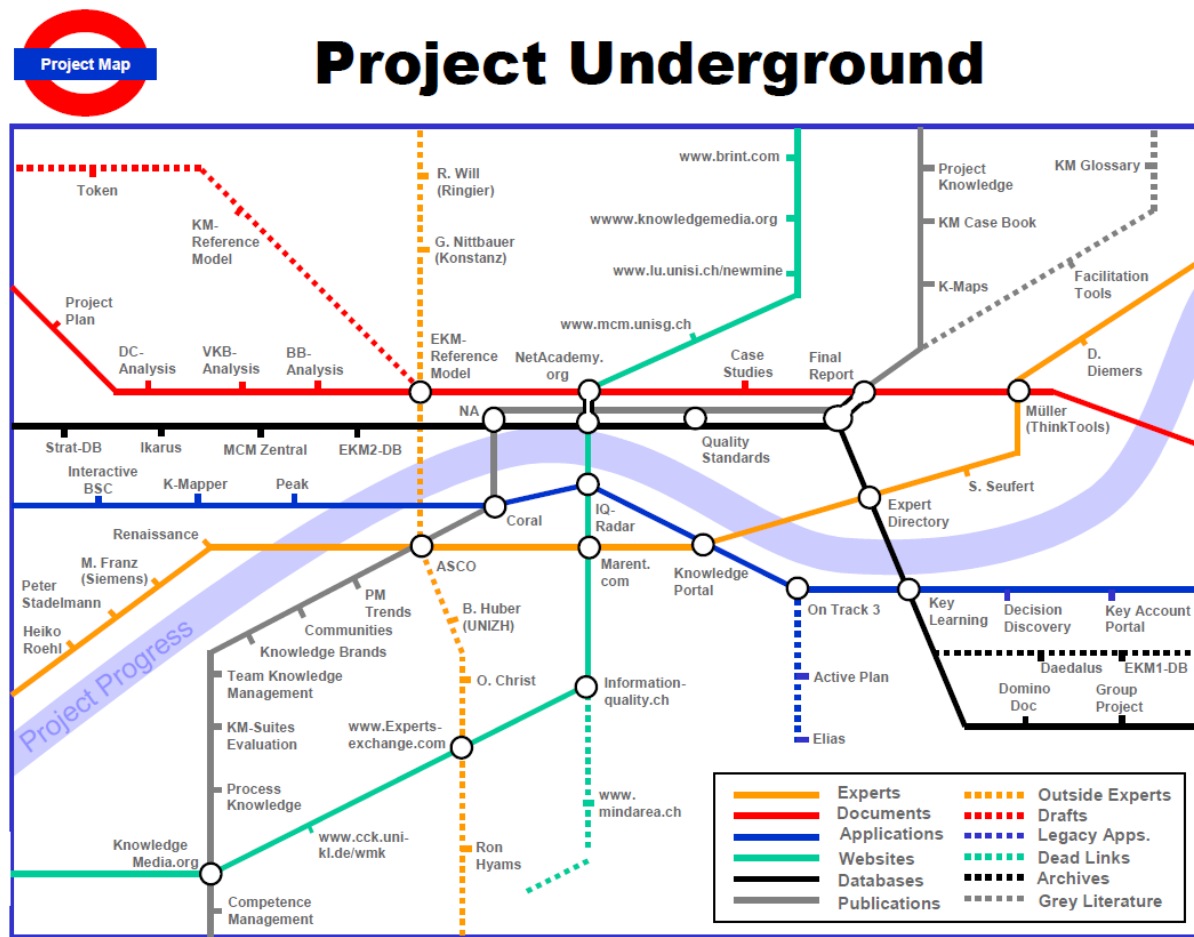 Project Map
Project Underground
Token
KM-
Reference
Model
R. Will
(Ringier)
G. Nittbauer
(Konstanz)
www.brint.com
wwww.knowledgemedia.org
www.lu.unisi.ch/newmine
www.mcm.unisg.ch
Project
Knowledge
KM Case Book
K-Maps
KM Glossary
Facilitation
Tools
D.
Diemers
Project
Plan
DC-
Analysis
VKB-
Analysis
BB-
Analysis
EKM-
Reference
Model
NetAcademy.
org
Case
Studies
Final
Report
Müller
(ThinkTools)
NA
Strat-DB
Ikarus
MCM Zentral
EKM2-DB
Quality
Standards
Interactive
BSC
K-Mapper
Peak
Coral
IQ-
Radar
S. Seufert
Expert
Directory
Renaissance
M. Franz
(Siemens)
Peter
Stadelmann
Heiko
Roehl
ASCO
Marent.
com
Knowledge
Portal
Project Progress
PM
Trends
Communities
Knowledge Brands
B. Huber
(UNIZH)
On Track 3
Key
Learning
Decision
Discovery
Key Account
Portal
Team Knowledge
Management
O. Christ
Information-
quality.ch
Active Plan
Daedalus
EKM1-DB
Domino
Doc
Group
Project
KM-Suites
Evaluation
www.Experts-
exchange.com
Elias
Process
Knowledge
www.
mindarea.ch
Knowledge
Media.org
www.cck.uni-
kl.de/wmk
Ron
Hyams
Competence
Management
Experts
Documents
Applications
Websites
Databases
Publications
Outside Experts
Drafts
Legacy Apps.
Dead Links
Archives
Grey Literature